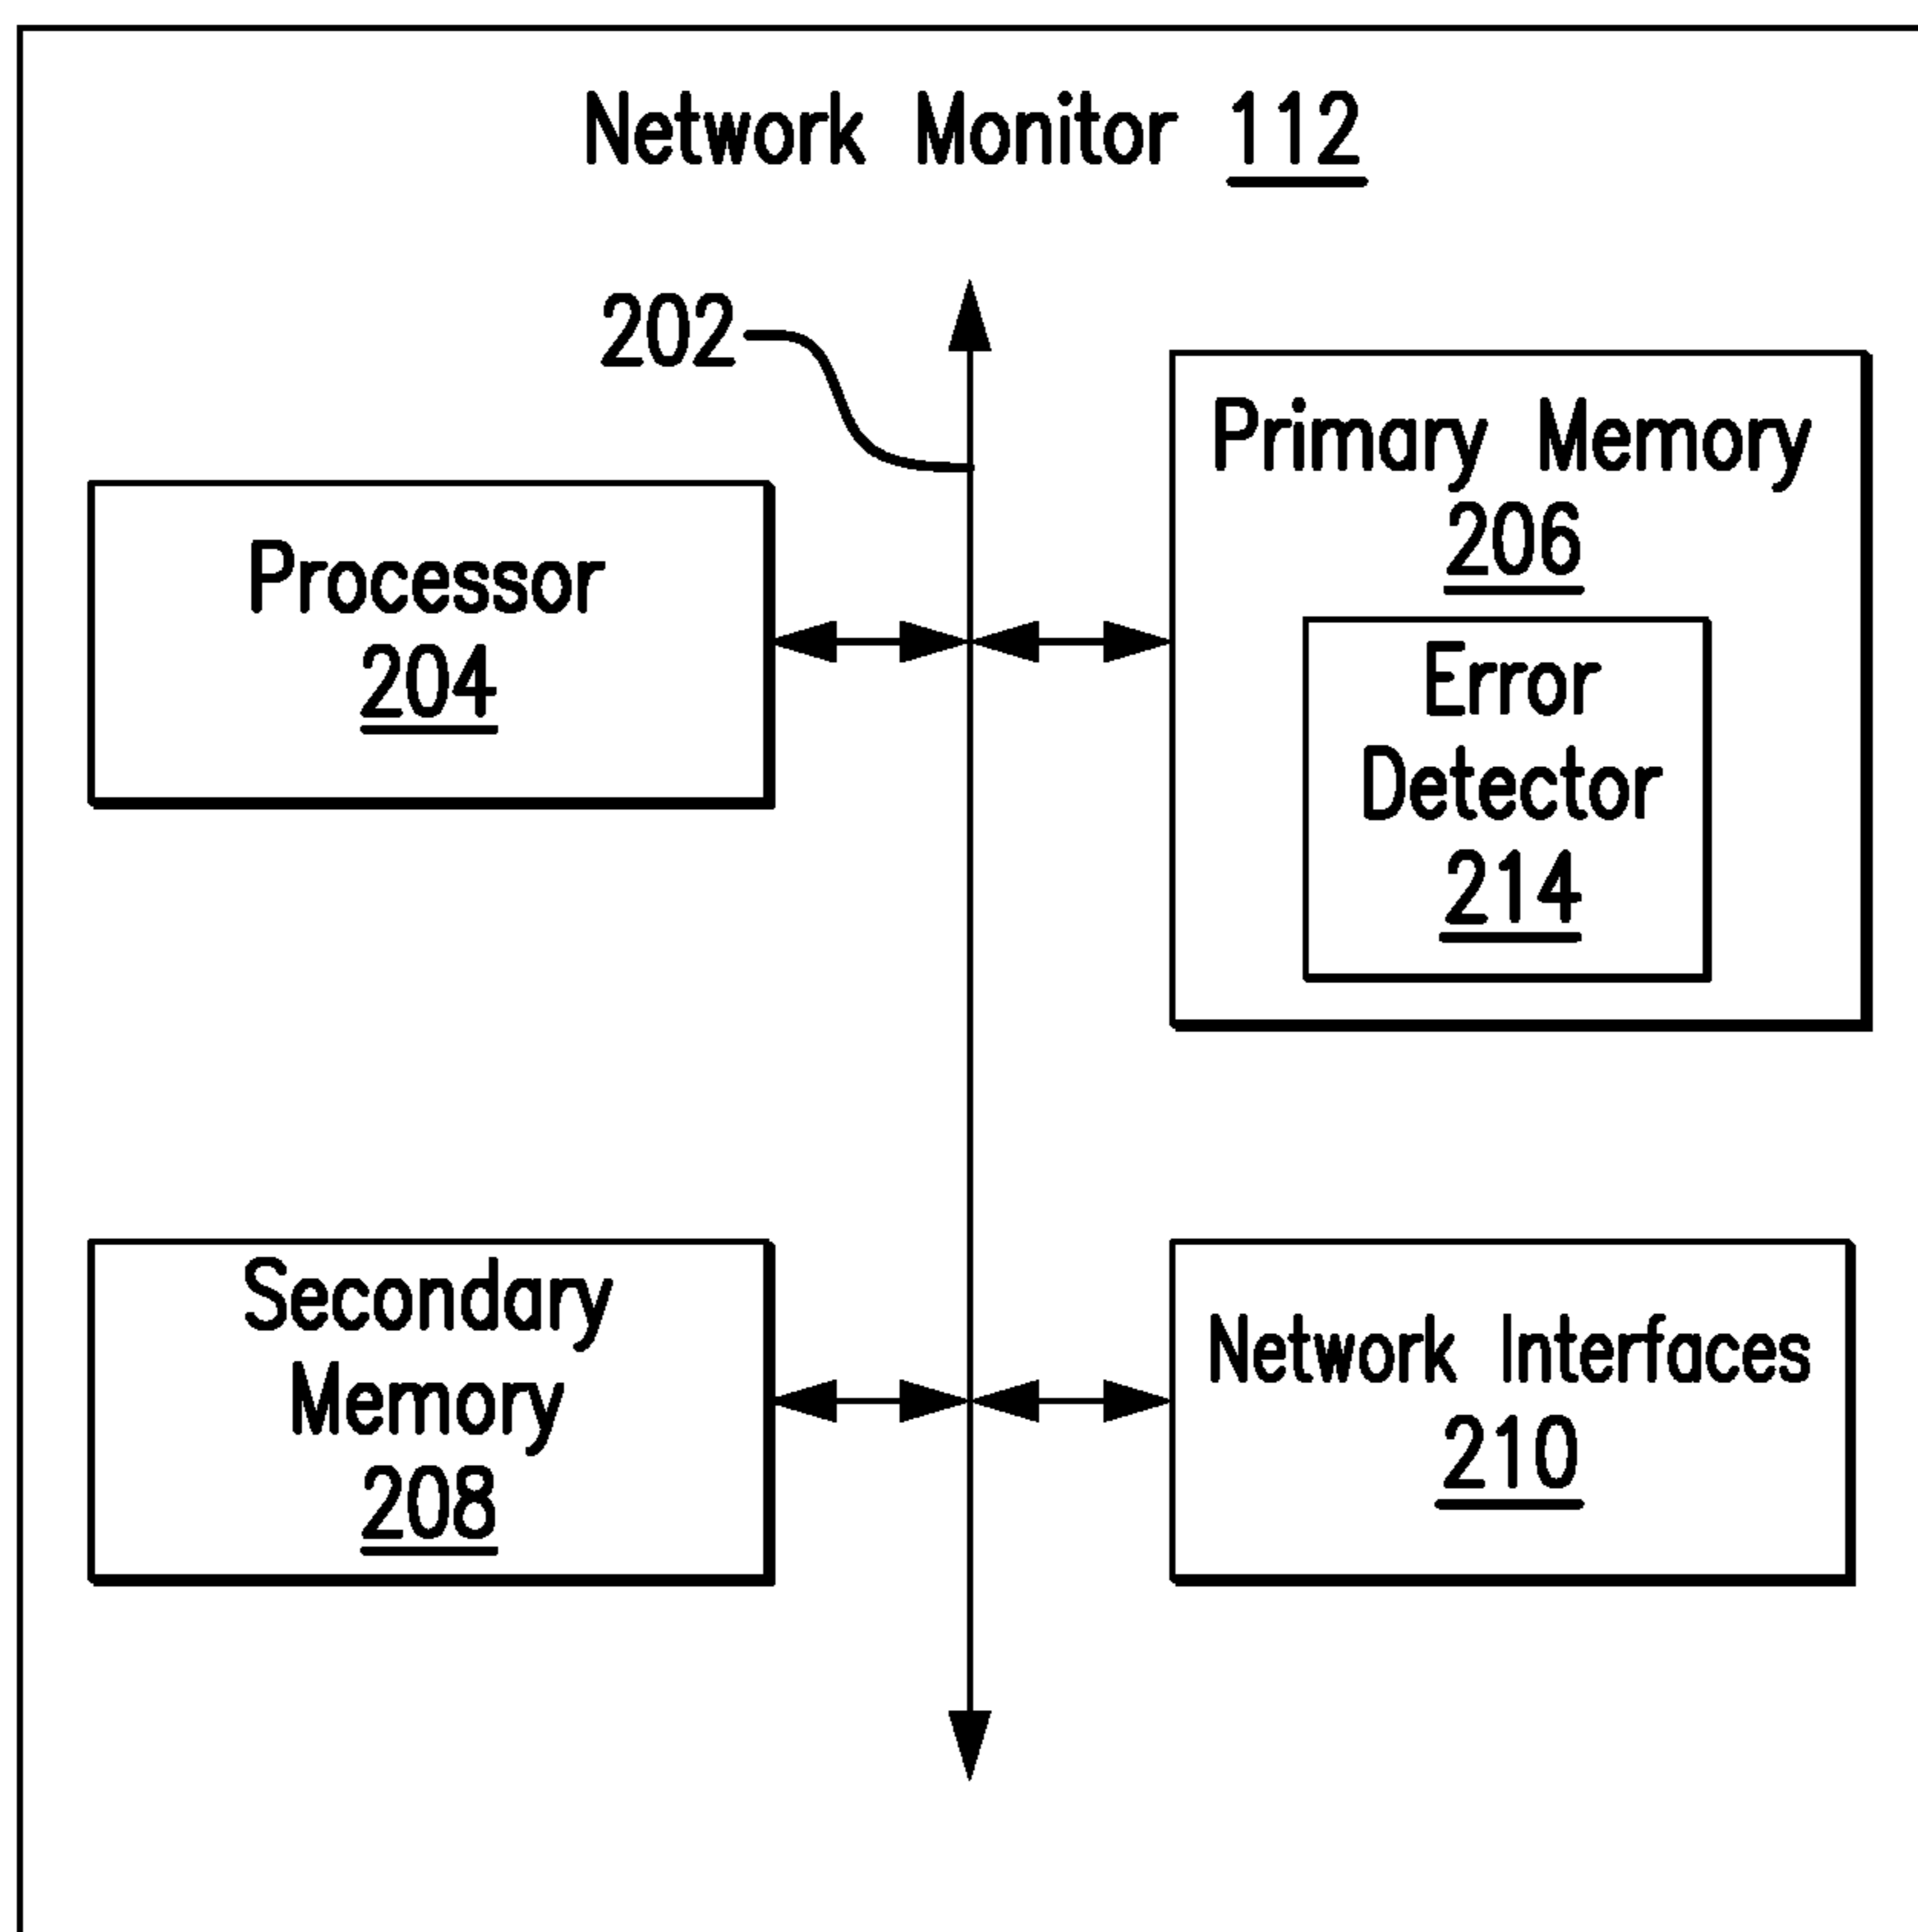 Network Monitor 112
202
Processor
204
Primary Memory
206
Error
Detector
214
Secondary
Memory
208
Network Interfaces
210